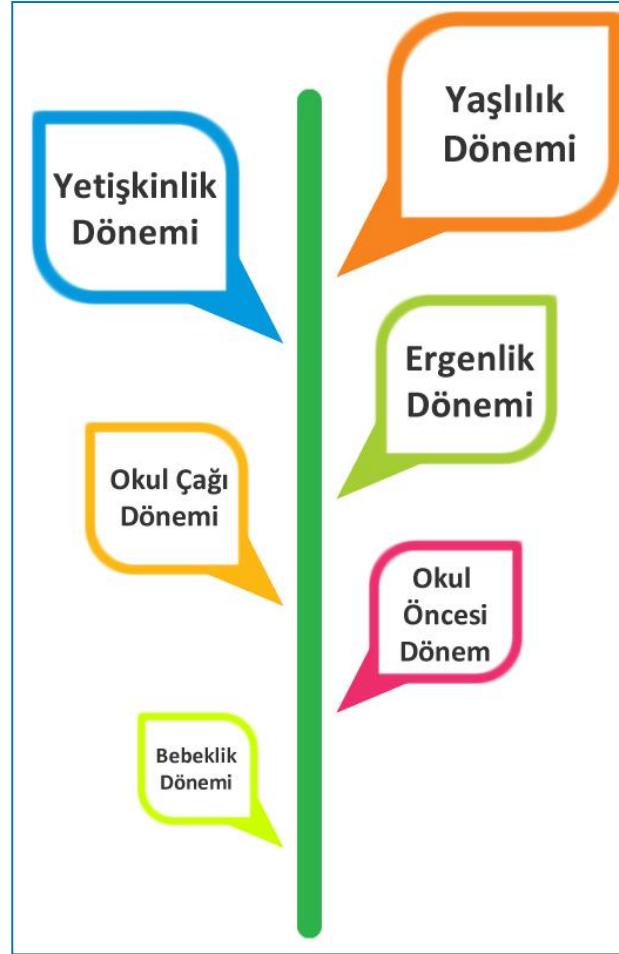 Yaşlılık
Dönemi
Yetişkinlik
Dönemi
Ergenlik
Dönemi
Okul Çağı
Dönemi
Okul
Öncesi
Dönem
Bebeklik
Dönemi